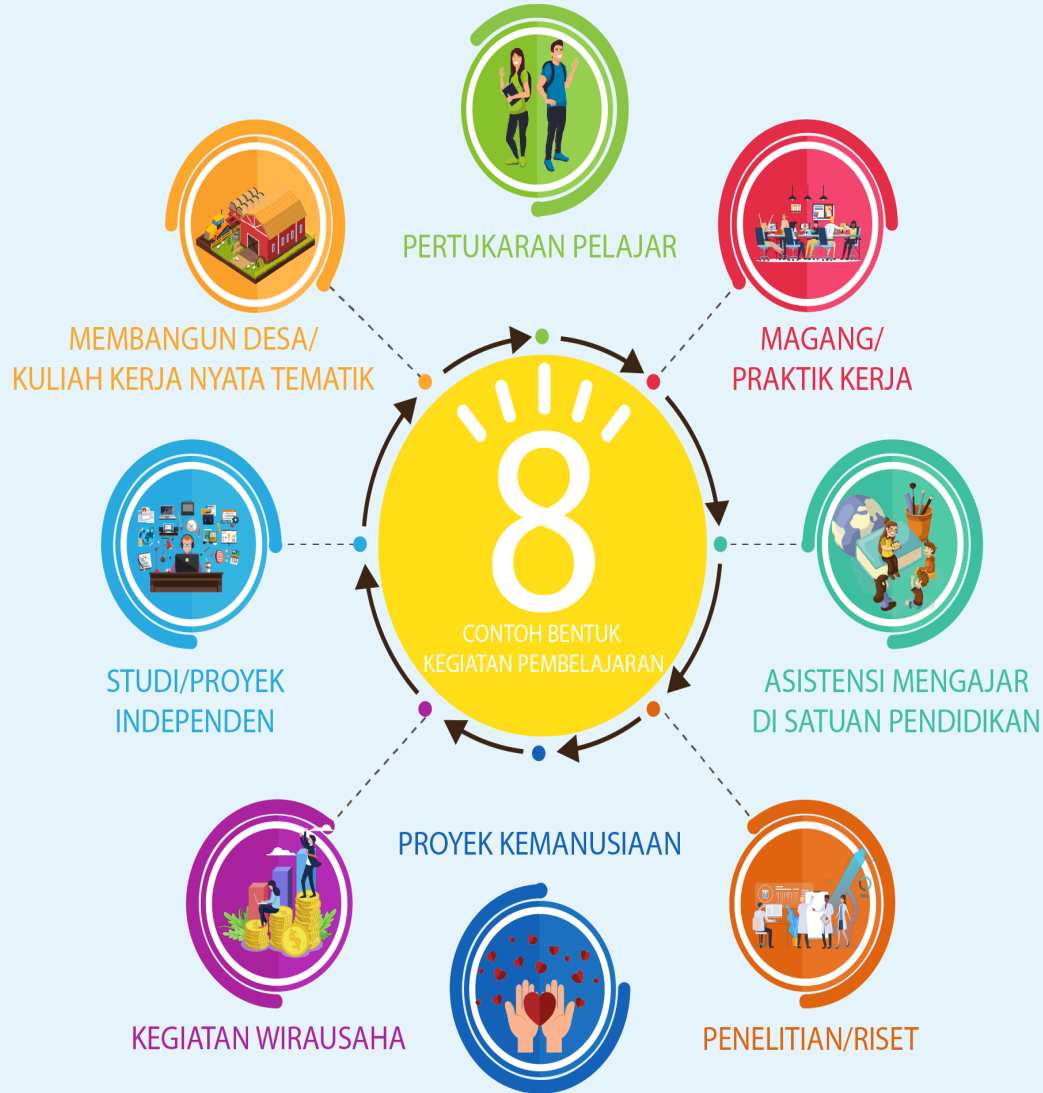 PERTUKARAN PELAJAR
MAGANG/
PRAKTIK KERJA
ASISTENSI MENGAJAR
DI SATUAN PENDIDIKAN
PENELITIAN/RISET
PROYEK KEMANUSIAAN
KEGIATAN WIRAUSAHA
STUDI/PROYEK
INDEPENDEN
MEMBANGUN DESA/
KULIAH KERJA NYATA TEMATIK
8
CONTOH BENTUK
KEGIATAN PEMBELAJARAN